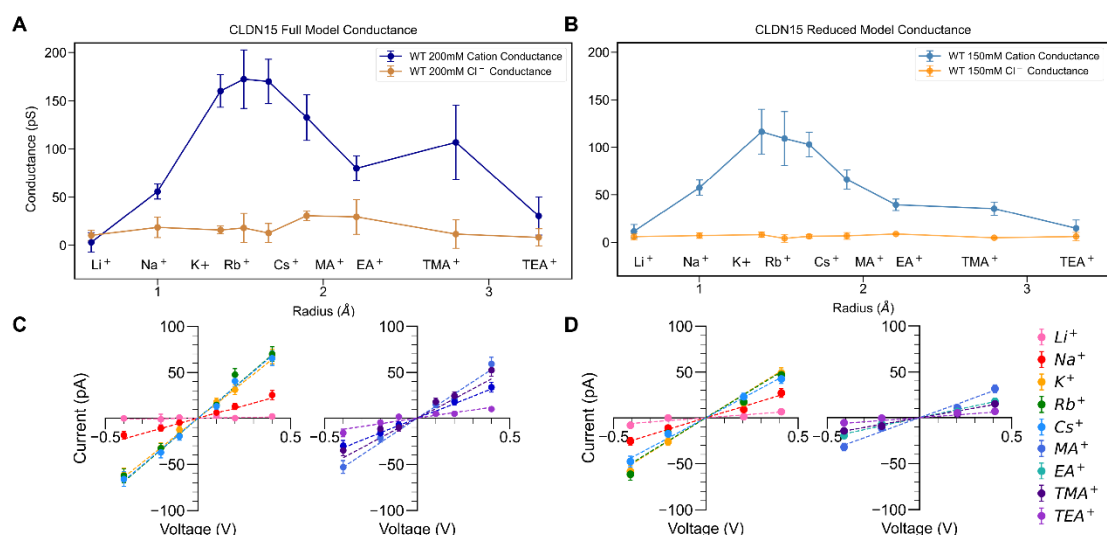 A
CLDN15 Full Model Conductance
200
150
100
50
0
Conductance (pS)
WT 200mM Cation Conductance
WT 200mM Cl⁻ Conductance
Li⁺ Na⁺ K+ Rb⁺ Cs⁺ MA⁺ EA⁺ TMA⁺ TEA⁺
1 2 3
Radius (Å)
B
CLDN15 Reduced Model Conductance
200
150
100
50
0
WT 150mM Cation Conductance
WT 150mM Cl⁻ Conductance
Li⁺ Na⁺ K+ Rb⁺ Cs⁺ MA⁺ EA⁺ TMA⁺ TEA⁺
1 2 3
Radius (Å)
C
100
50
−50
−100
−0.5 0.5
Current (pA)
Voltage (V)
100
50
−50
−100
−0.5 0.5
Voltage (V)
D
100
50
−50
−100
−0.5 0.5
Current (pA)
Voltage (V)
100
50
−50
−100
−0.5 0.5
Voltage (V)
Li⁺
Na⁺
K⁺
Rb⁺
Cs⁺
MA⁺
EA⁺
TMA⁺
TEA⁺